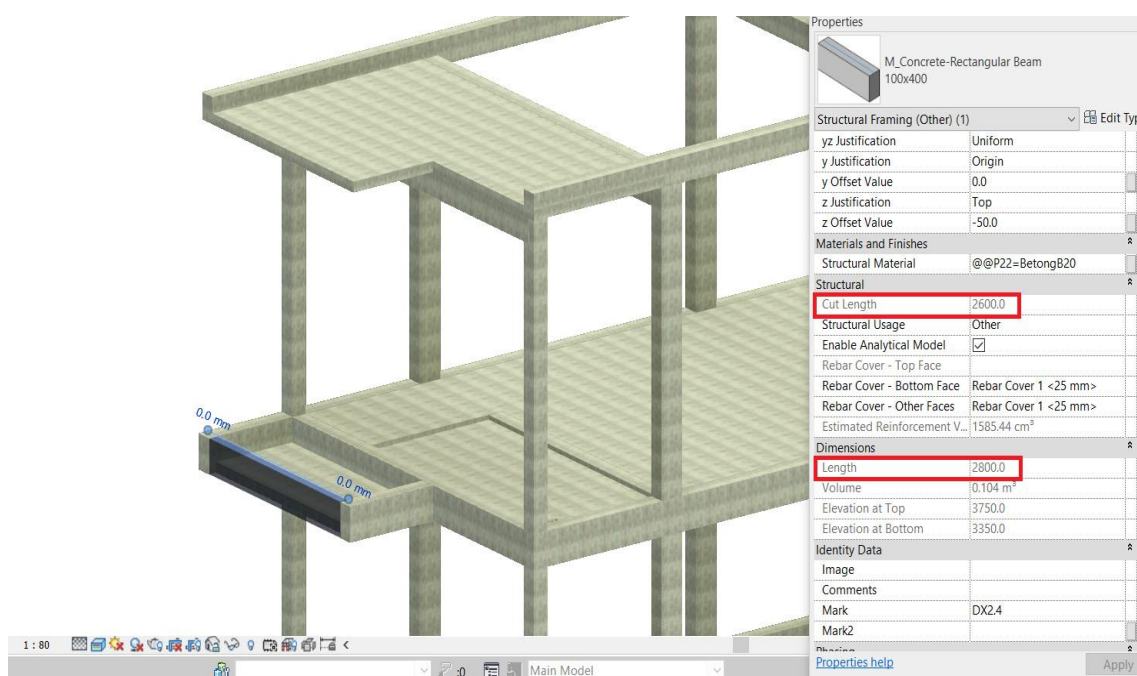 Properties
M_Concrete-Rectangular Beam
100x400
Structural Framing (Other) (1)
Edit Typ
yz Justification Uniform
y Justification Origin
y Offset Value 0.0
z Justification Top
z Offset Value -50.0
Materials and Finishes
Structural Material @@P22=BetongB20
Structural
Cut Length 2600.0
Structural Usage Other
Enable Analytical Model
Rebar Cover - Top Face
Rebar Cover - Bottom Face Rebar Cover 1 <25 mm>
Rebar Cover - Other Faces Rebar Cover 1 <25 mm>
Estimated Reinforcement V... 1585.44 cm³
Dimensions
Length 2800.0
Volume 0.104 m³
Elevation at Top 3750.0
Elevation at Bottom 3350.0
Identity Data
Image
Comments
Mark DX2.4
Mark2
Phasing
Properties help Apply
0.0 mm
0.0 mm
1 : 80
:0 Main Model